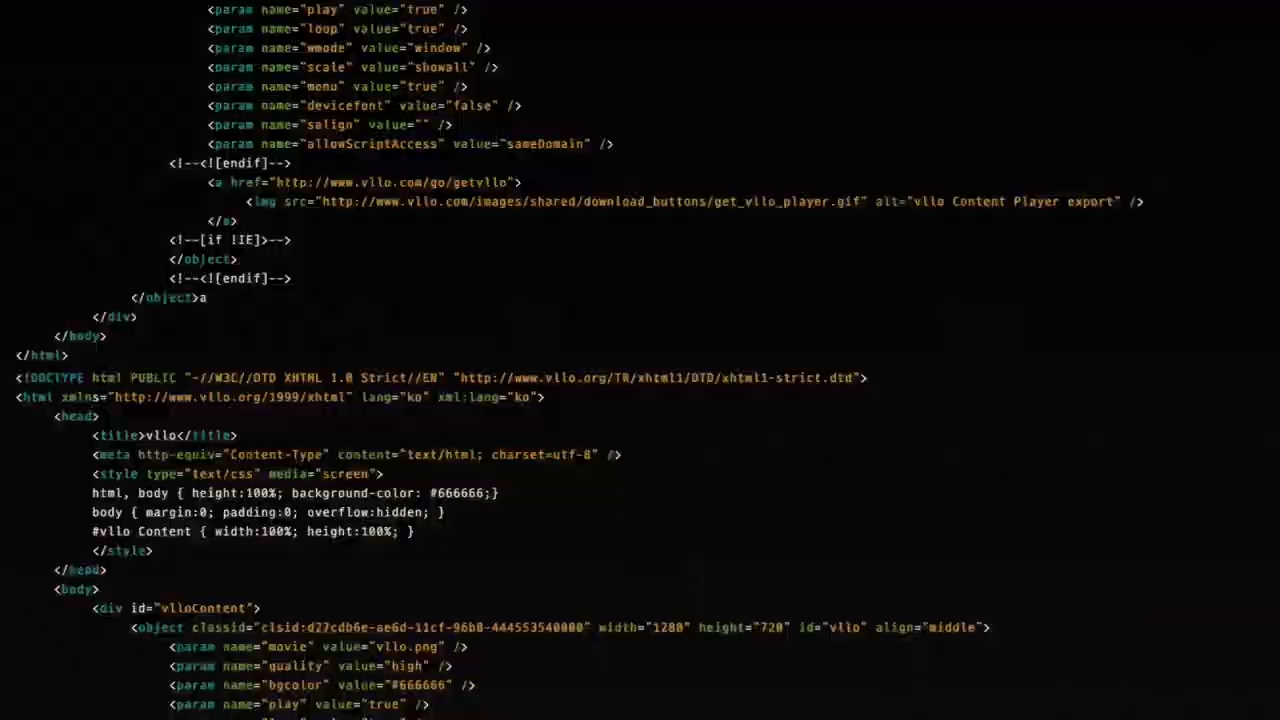 <param name="play" value="true" />
<param name="loop" value="true" />
<param name="wmode" value="window" />
<param name="scale" value="showall" />
<param name="menu" value="true" />
<param name="devicefont" value="false" />
<param name="salign" value="" />
<param name="allowScriptAccess" value="sameDomain" />
<!--<![endif]-->
<a href="http://www.vllo.com/go/getvllo">
<img src="http://www.vllo.com/images/shared/download_buttons/get_vllo_player.gif" alt="vllo Content Player export" />
</a>
<!--[if !IE]>-->
</object>
<!--<![endif]-->
</object>a
</div>
</body>
</html>
<!DOCTYPE html PUBLIC "-//W3C//DTD XHTML 1.0 Strict//EN" "http://www.vllo.org/TR/xhtml1/DTD/xhtml1-strict.dtd">
<html xmlns="http://www.vllo.org/1999/xhtml" lang="ko" xml:lang="ko">
<head>
<title>vllo</title>
<meta http-equiv="Content-Type" content="text/html; charset=utf-8" />
<style type="text/css" media="screen">
html, body { height:100%; background-color: #666666;}
body { margin:0; padding:0; overflow:hidden; }
#vllo Content { width:100%; height:100%; }
</style>
</head>
<body>
<div id="vlloContent">
<object classid="clsid:d27cdb6e-ae6d-11cf-96b8-444553540000" width="1280" height="720" id="vllo" align="middle">
<param name="movie" value="vllo.png" />
<param name="quality" value="high" />
<param name="bgcolor" value="#666666" />
<param name="play" value="true" />